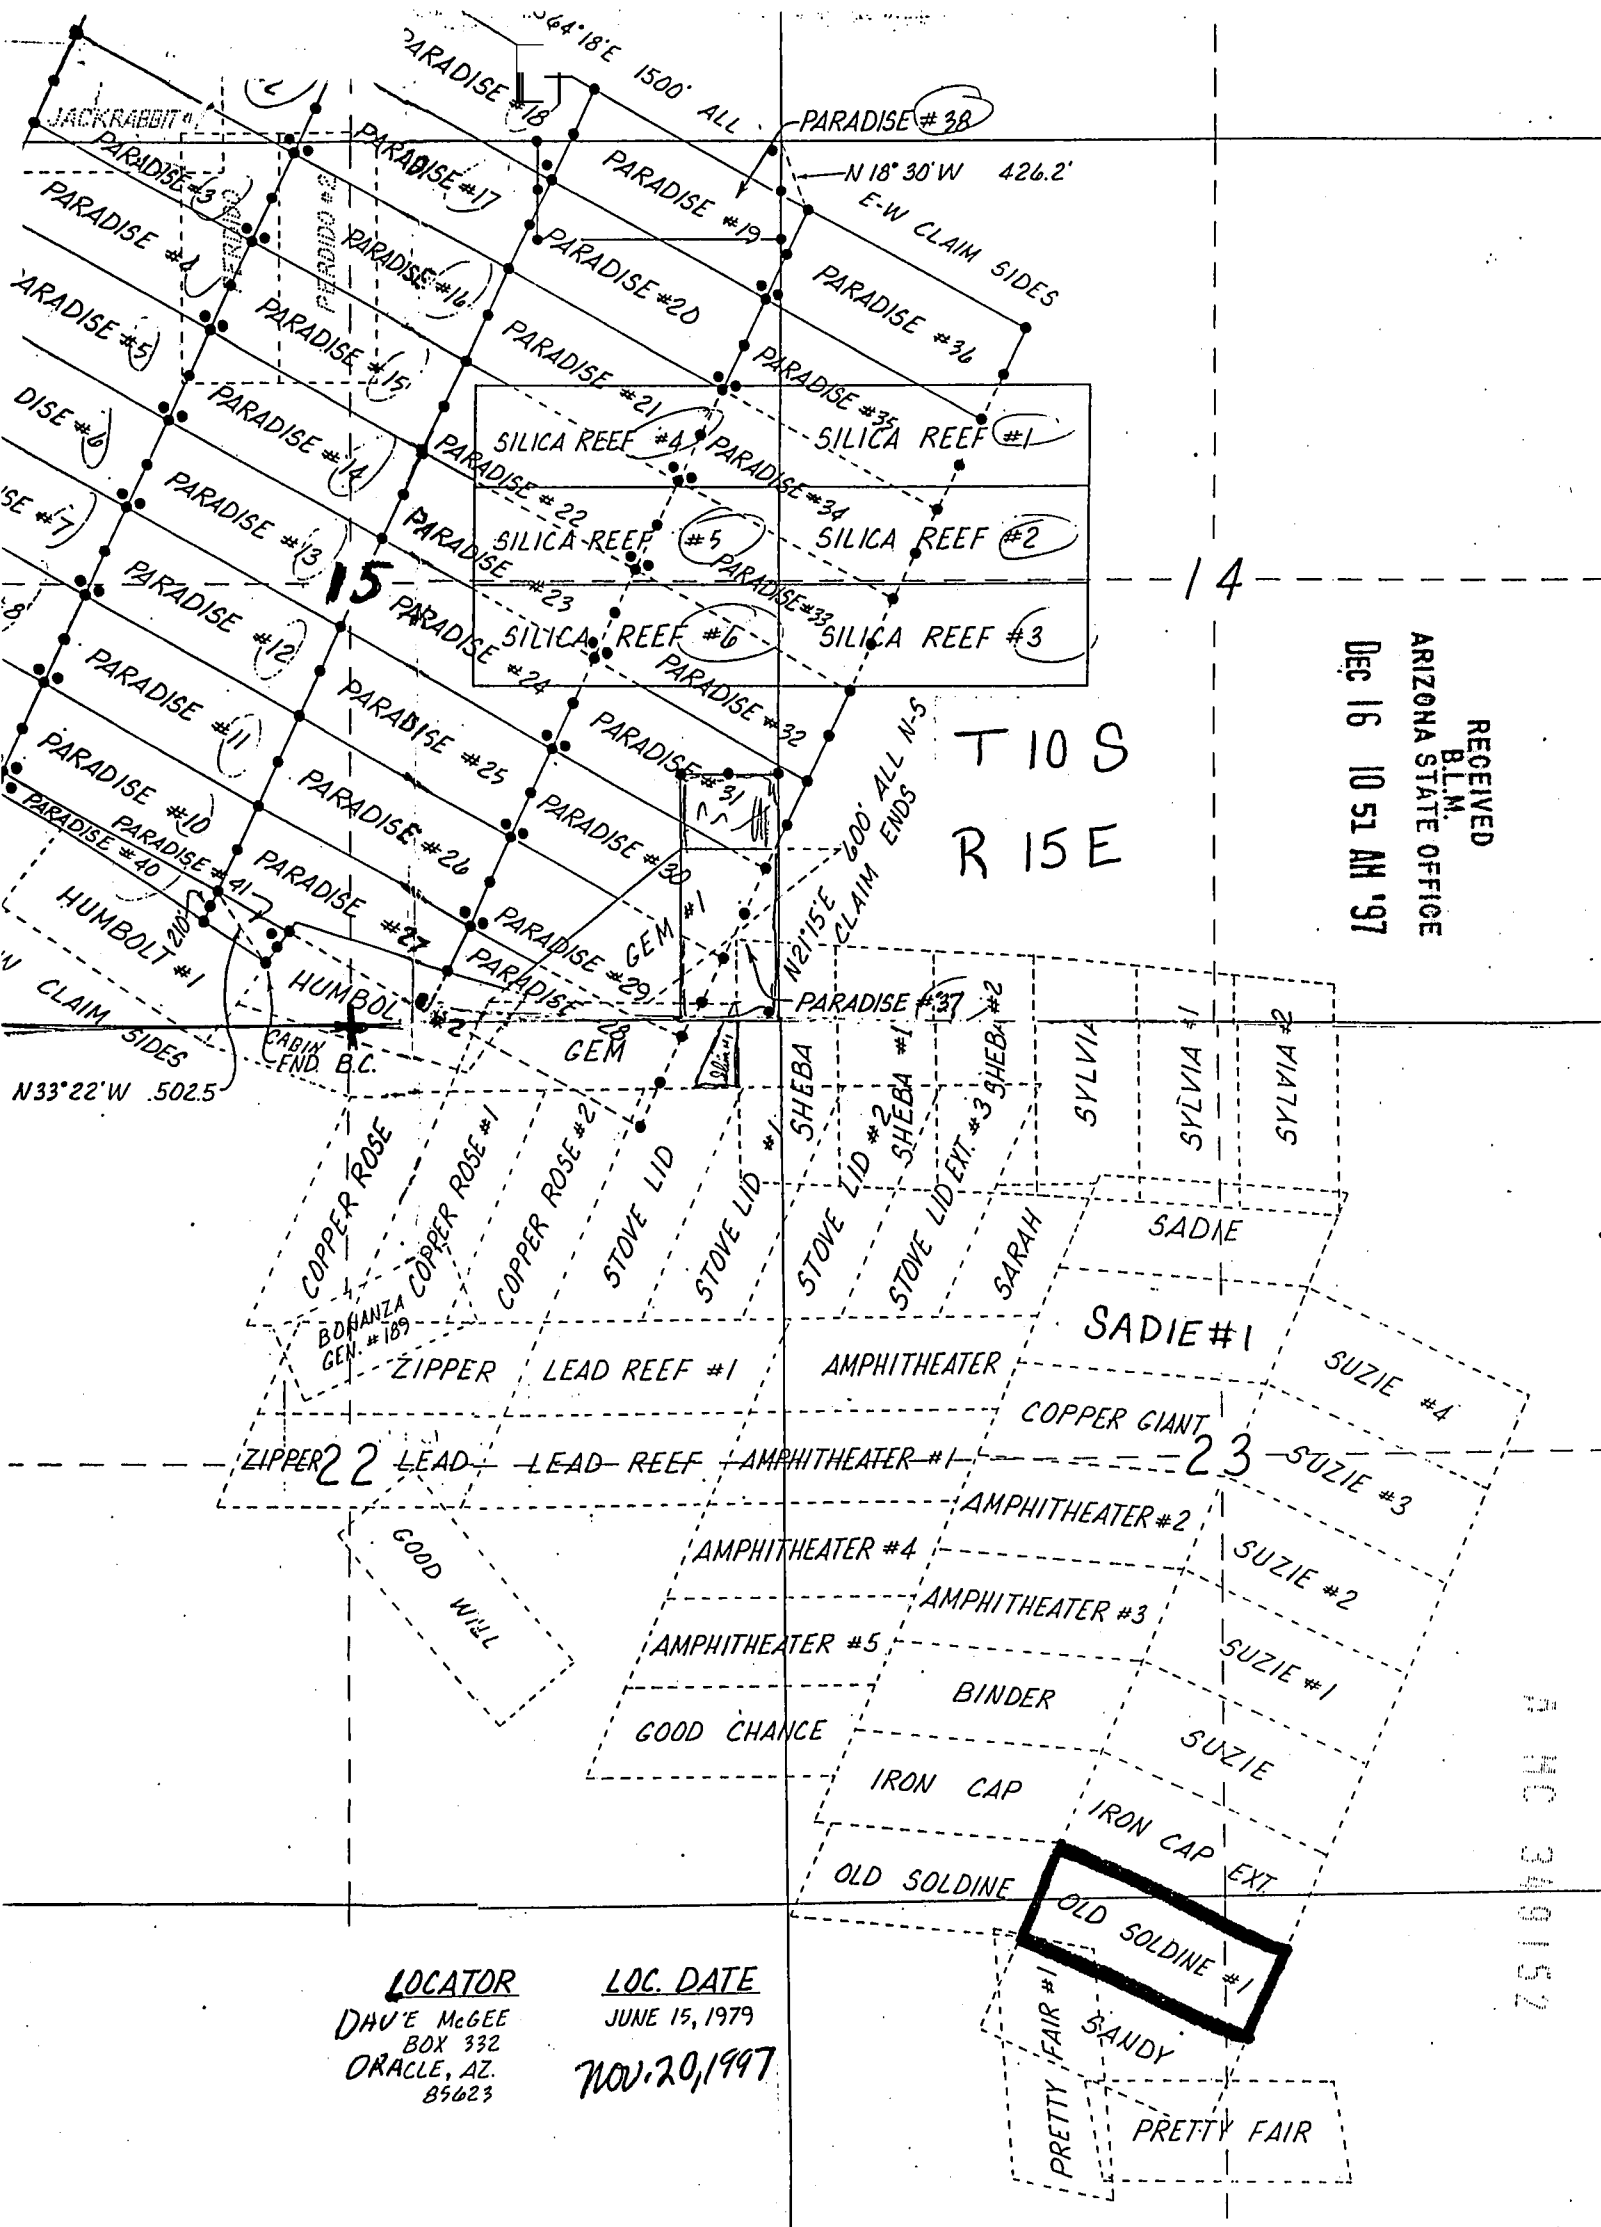 S64°18'E 1500' ALL
E-W CLAIM SIDES
PARADISE #18
PARADISE #38
N 18° 30' W 426.2'
JACKRABBIT
PARADISE #17
PARADISE #19
PARADISE #3
PERDIDO
PERDIDO #2
PARADISE #4
PARADISE #16
PARADISE #20
PARADISE #36
ARADISE #5
PARADISE #15
PARADISE #21
PARADISE #35
DISE #6
PARADISE #14
PARADISE #22
PARADISE #34
SILICA REEF #4
SILICA REEF #1
SE #7
PARADISE #13
PARADISE #23
PARADISE #33
SILICA REEF #5
SILICA REEF #2
15
14
8
PARADISE #12
PARADISE #24
PARADISE #32
SILICA REEF #6
SILICA REEF #3
PARADISE #11
PARADISE #25
PARADISE #31
T 10 S
R 15 E
RECEIVED
B.L.M.
ARIZONA STATE OFFICE
DEC 16 10 51 AM '97
PARADISE #10
PARADISE #26
PARADISE #30
PARADISE #41
PARADISE #40
PARADISE #27
PARADISE #29
PARADISE 28
GEM #1
600' ALL N-S
N21°15'E CLAIM ENDS
HUMBOLT #1
210'
HUMBOL #2
PARADISE #37
N CLAIM SIDES
CABIN
END. B.C.
GEM
N33°22'W .502.5
SHEBA
SHEBA #1
SHEBA #2
SYLVIA
SYLVIA #1
SYLVIA #2
COPPER ROSE
COPPER ROSE #1
COPPER ROSE #2
STOVE LID
STOVE LID #1
STOVE LID #2
STOVE LID EXT. #3
SARAH
SADIE
BONANZA
GEN. #189
SADIE #1
ZIPPER
LEAD REEF #1
AMPHITHEATER
SUZIE #4
COPPER GIANT
ZIPPER
22
LEAD
LEAD REEF
AMPHITHEATER #1
23
SUZIE #3
GOOD WILL
AMPHITHEATER #2
AMPHITHEATER #4
SUZIE #2
AMPHITHEATER #3
AMPHITHEATER #5
SUZIE #1
BINDER
GOOD CHANCE
SUZIE
IRON CAP
IRON CAP EXT.
OLD SOLDINE
OLD SOLDINE #1
A MC 349152
LOCATOR
DAVE McGEE
BOX 332
ORACLE, AZ.
85623
LOC. DATE
JUNE 15, 1979
NOV. 20, 1997
PRETTY FAIR #1
SANDY
PRETTY FAIR